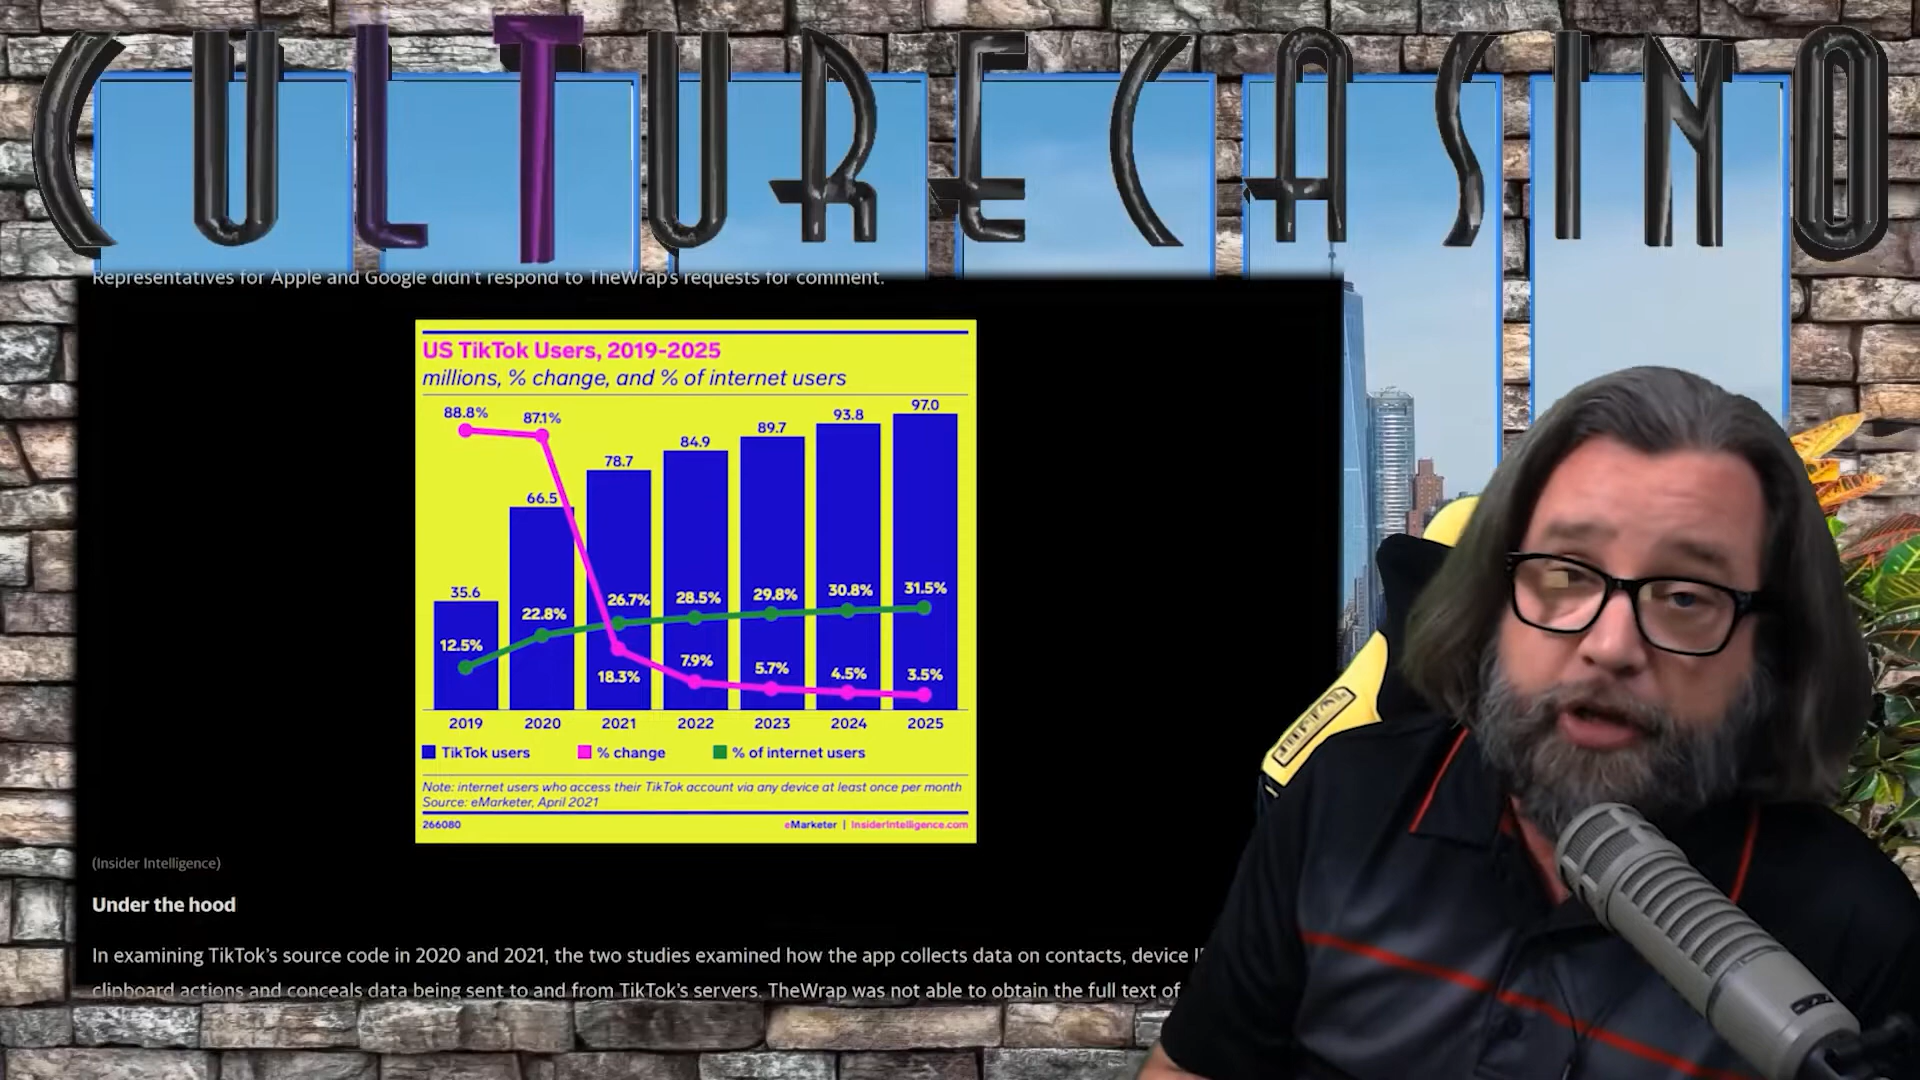 CULTURE CASINO
Representatives for Apple and Google didn't respond to TheWrap's requests for comment.
US TikTok Users, 2019-2025
millions, % change, and % of internet users
88.8% 87.1% 66.5 78.7 84.9 89.7 93.8 97.0
35.6 22.8% 26.7% 28.5% 29.8% 30.8% 31.5%
12.5% 18.3% 7.9% 5.7% 4.5% 3.5%
2019 2020 2021 2022 2023 2024 2025
TikTok users % change % of internet users
Note: internet users who access their TikTok account via any device at least once per month
Source: eMarketer, April 2021
266080 eMarketer | InsiderIntelligence.com
(Insider Intelligence)
Under the hood
In examining TikTok's source code in 2020 and 2021, the two studies examined how the app collects data on contacts, device
clipboard actions and conceals data being sent to and from TikTok's servers. TheWrap was not able to obtain the full text of